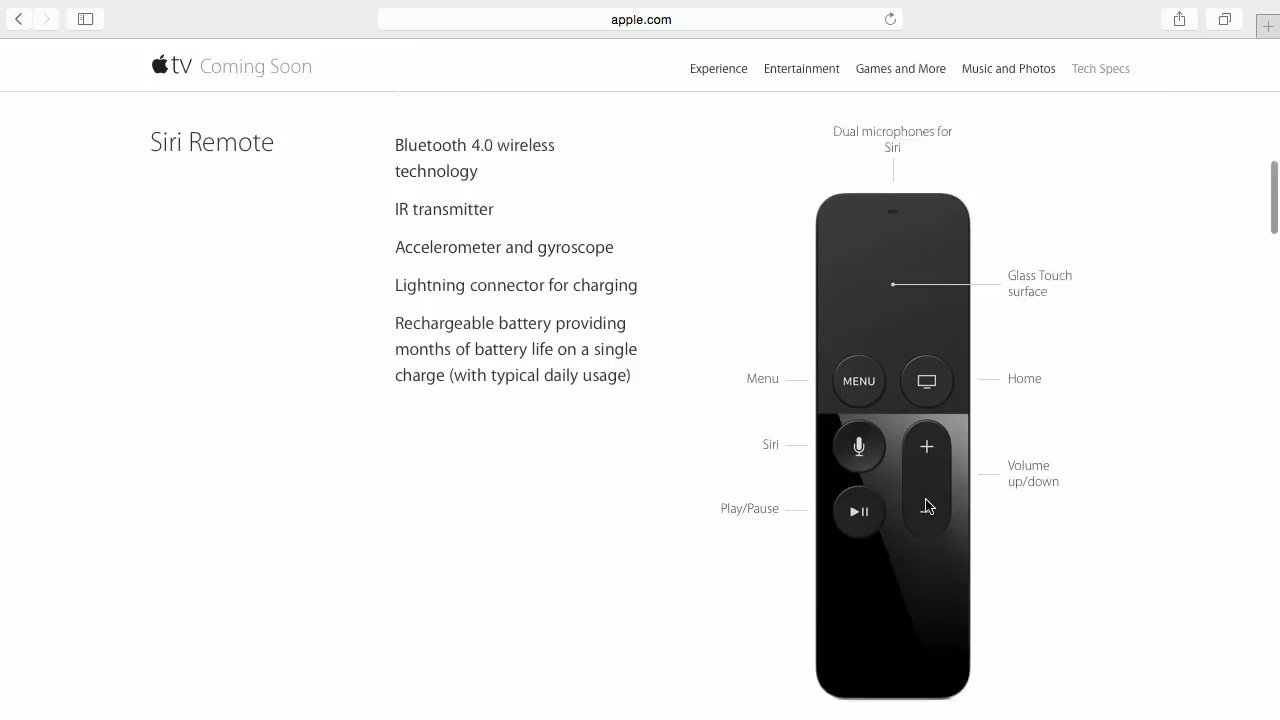 apple.com
tv Coming Soon
Experience
Entertainment
Games and More
Music and Photos
Tech Specs
Siri Remote
Bluetooth 4.0 wireless
technology
IR transmitter
Accelerometer and gyroscope
Lightning connector for charging
Rechargeable battery providing
months of battery life on a single
charge (with typical daily usage)
Dual microphones for
Siri
Glass Touch
surface
Menu
MENU
Home
Siri
Volume
up/down
Play/Pause